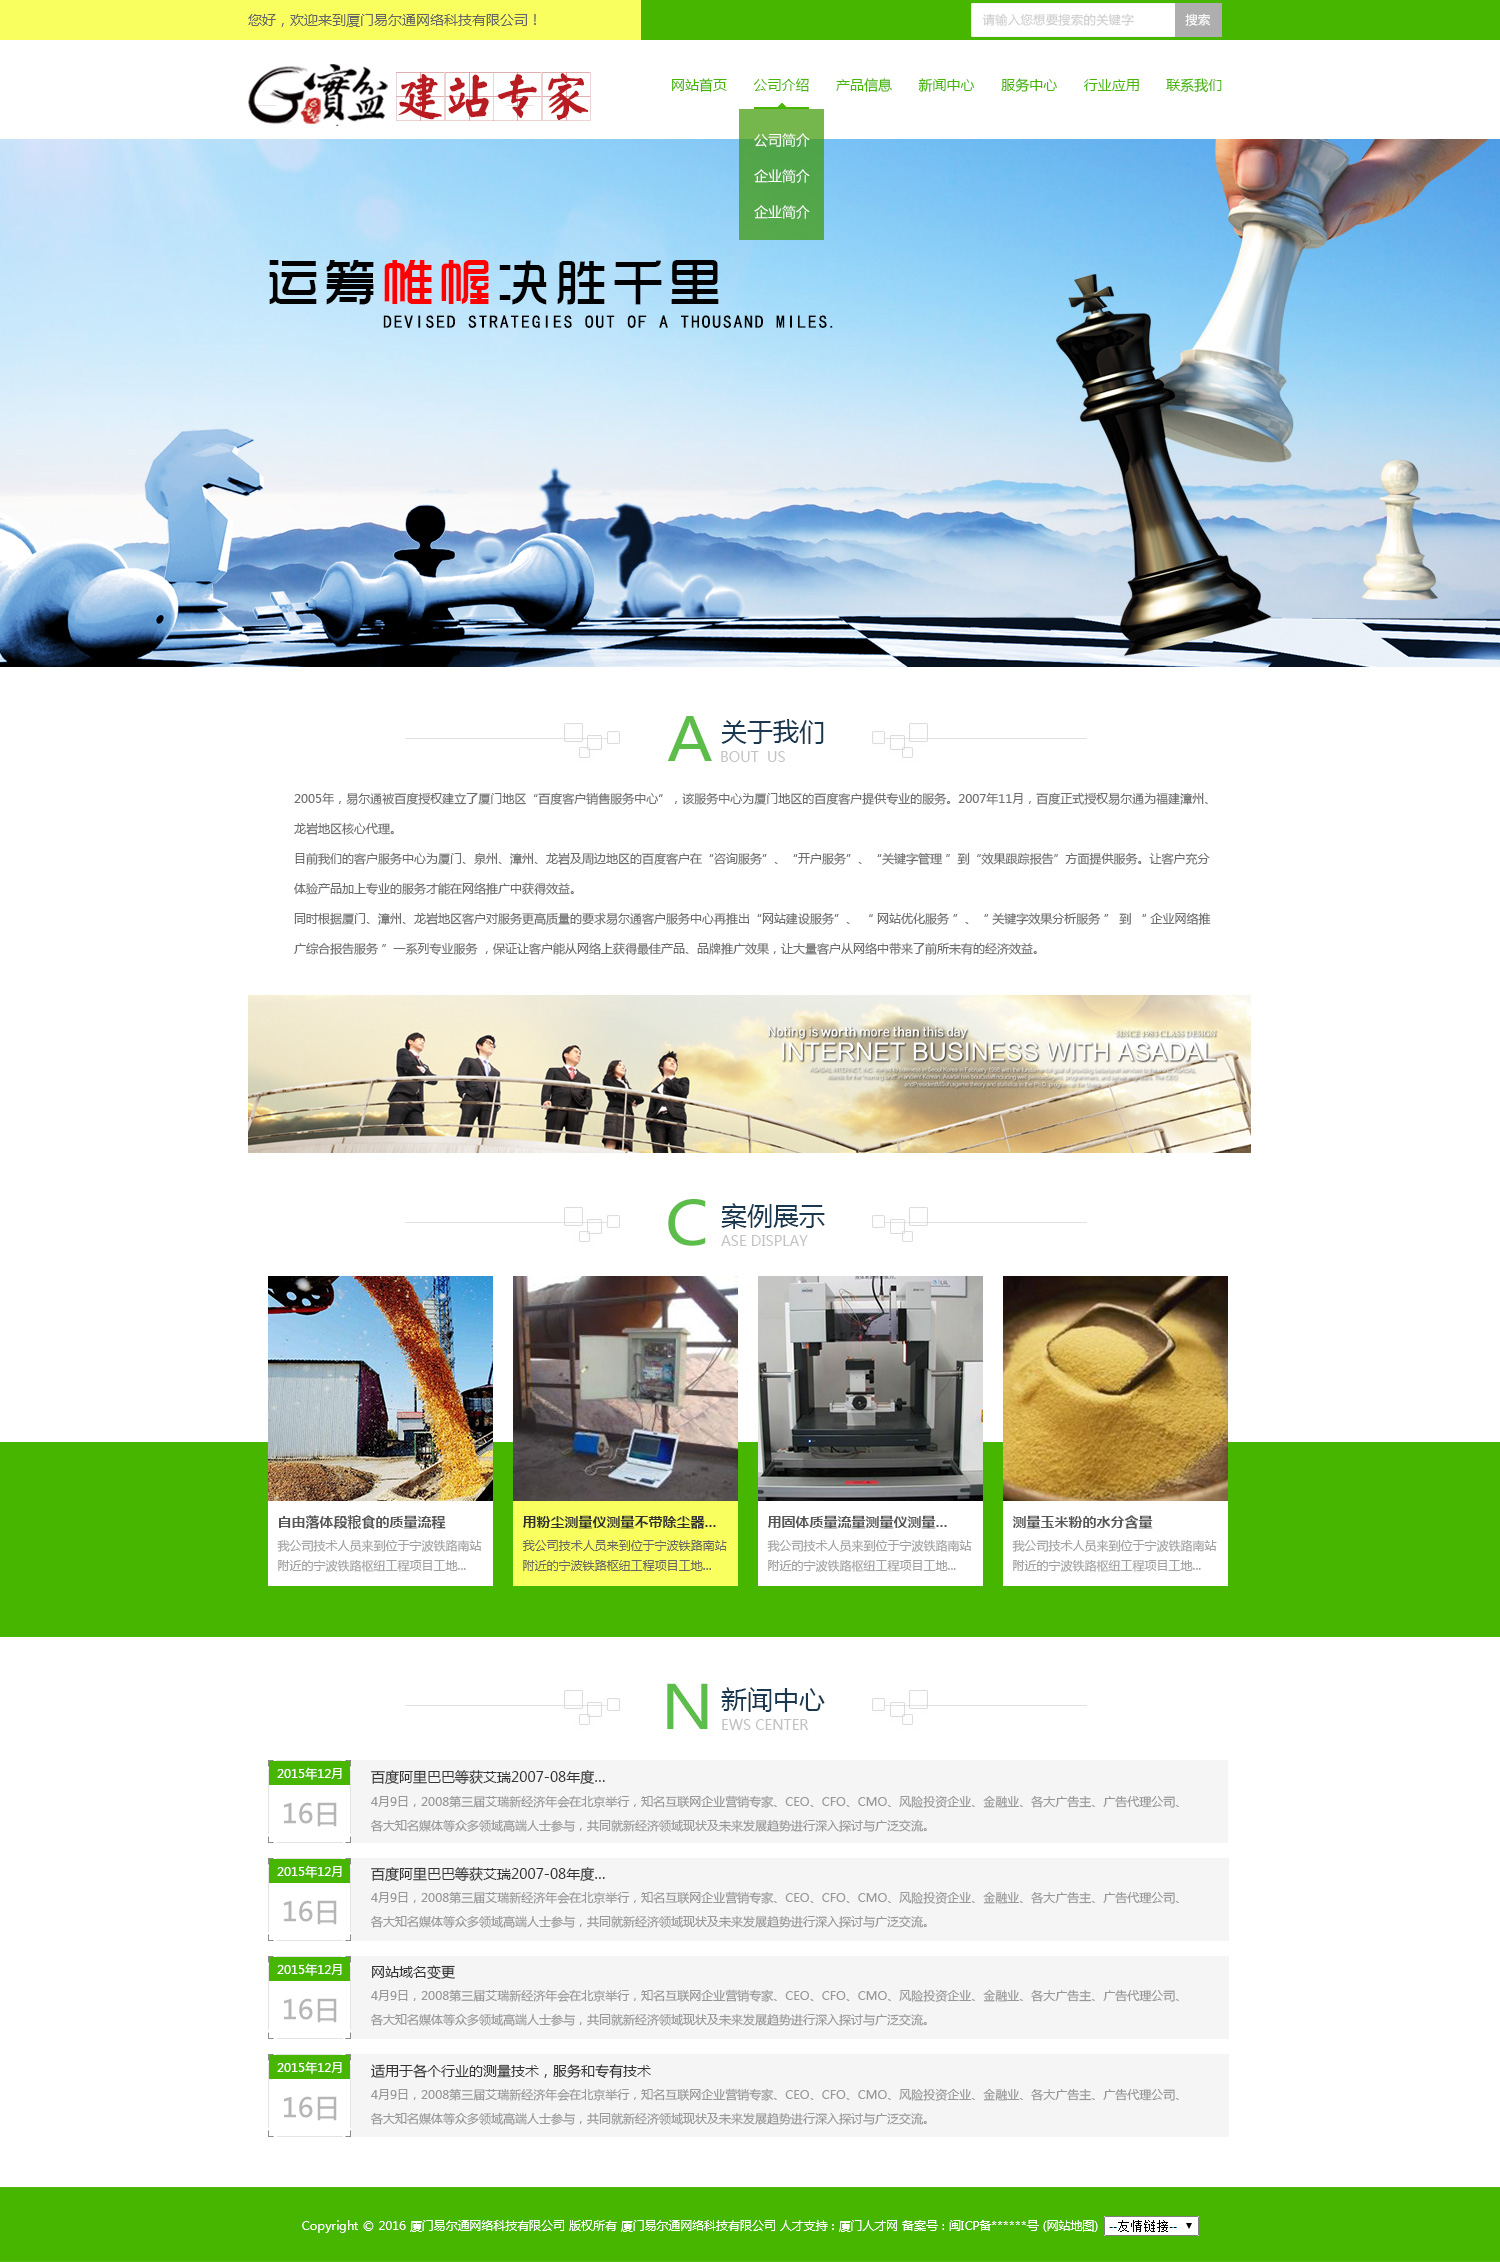 您好，欢迎来到厦门易尔通网络科技有限公司！
请输入您想要搜索的关键字 搜索
G寶盆 建站专家
网站首页 公司介绍 产品信息 新闻中心 服务中心 行业应用 联系我们
公司简介
企业简介
企业简介
运筹帷幄决胜千里
DEVISED STRATEGIES OUT OF A THOUSAND MILES.
A 关于我们
BOUT US
2005年，易尔通被百度授权建立了厦门地区“百度客户销售服务中心”，该服务中心为厦门地区的百度客户提供专业的服务。2007年11月，百度正式授权易尔通为福建漳州、
龙岩地区核心代理。
目前我们的客户服务中心为厦门、泉州、漳州、龙岩及周边地区的百度客户在“咨询服务”、“开户服务”、“关键字管理 ”到“效果跟踪报告”方面提供服务。让客户充分
体验产品加上专业的服务才能在网络推广中获得效益。
同时根据厦门、漳州、龙岩地区客户对服务更高质量的要求易尔通客户服务中心再推出“网站建设服务”、 “ 网站优化服务 ”、“ 关键字效果分析服务 ” 到 “ 企业网络推
广综合报告服务 ”一系列专业服务 ，保证让客户能从网络上获得最佳产品、品牌推广效果，让大量客户从网络中带来了前所未有的经济效益。
Noting is worth more than this day
SINCE 1983 CLASS DESIGN
INTERNET BUSINESS WITH ASADAL
C 案例展示
ASE DISPLAY
自由落体段粮食的质量流程
我公司技术人员来到位于宁波铁路南站
附近的宁波铁路枢纽工程项目工地...
用粉尘测量仪测量不带除尘器...
我公司技术人员来到位于宁波铁路南站
附近的宁波铁路枢纽工程项目工地...
用固体质量流量测量仪测量...
我公司技术人员来到位于宁波铁路南站
附近的宁波铁路枢纽工程项目工地...
测量玉米粉的水分含量
我公司技术人员来到位于宁波铁路南站
附近的宁波铁路枢纽工程项目工地...
N 新闻中心
EWS CENTER
2015年12月
16日
百度阿里巴巴等获艾瑞2007-08年度...
4月9日，2008第三届艾瑞新经济年会在北京举行，知名互联网企业营销专家、CEO、CFO、CMO、风险投资企业、金融业、各大广告主、广告代理公司、
各大知名媒体等众多领域高端人士参与，共同就新经济领域现状及未来发展趋势进行深入探讨与广泛交流。
2015年12月
16日
百度阿里巴巴等获艾瑞2007-08年度...
4月9日，2008第三届艾瑞新经济年会在北京举行，知名互联网企业营销专家、CEO、CFO、CMO、风险投资企业、金融业、各大广告主、广告代理公司、
各大知名媒体等众多领域高端人士参与，共同就新经济领域现状及未来发展趋势进行深入探讨与广泛交流。
2015年12月
16日
网站域名变更
4月9日，2008第三届艾瑞新经济年会在北京举行，知名互联网企业营销专家、CEO、CFO、CMO、风险投资企业、金融业、各大广告主、广告代理公司、
各大知名媒体等众多领域高端人士参与，共同就新经济领域现状及未来发展趋势进行深入探讨与广泛交流。
2015年12月
16日
适用于各个行业的测量技术，服务和专有技术
4月9日，2008第三届艾瑞新经济年会在北京举行，知名互联网企业营销专家、CEO、CFO、CMO、风险投资企业、金融业、各大广告主、广告代理公司、
各大知名媒体等众多领域高端人士参与，共同就新经济领域现状及未来发展趋势进行深入探讨与广泛交流。
Copyright © 2016 厦门易尔通网络科技有限公司 版权所有 厦门易尔通网络科技有限公司 人才支持：厦门人才网 备案号：闽ICP备******号 (网站地图) --友情链接--